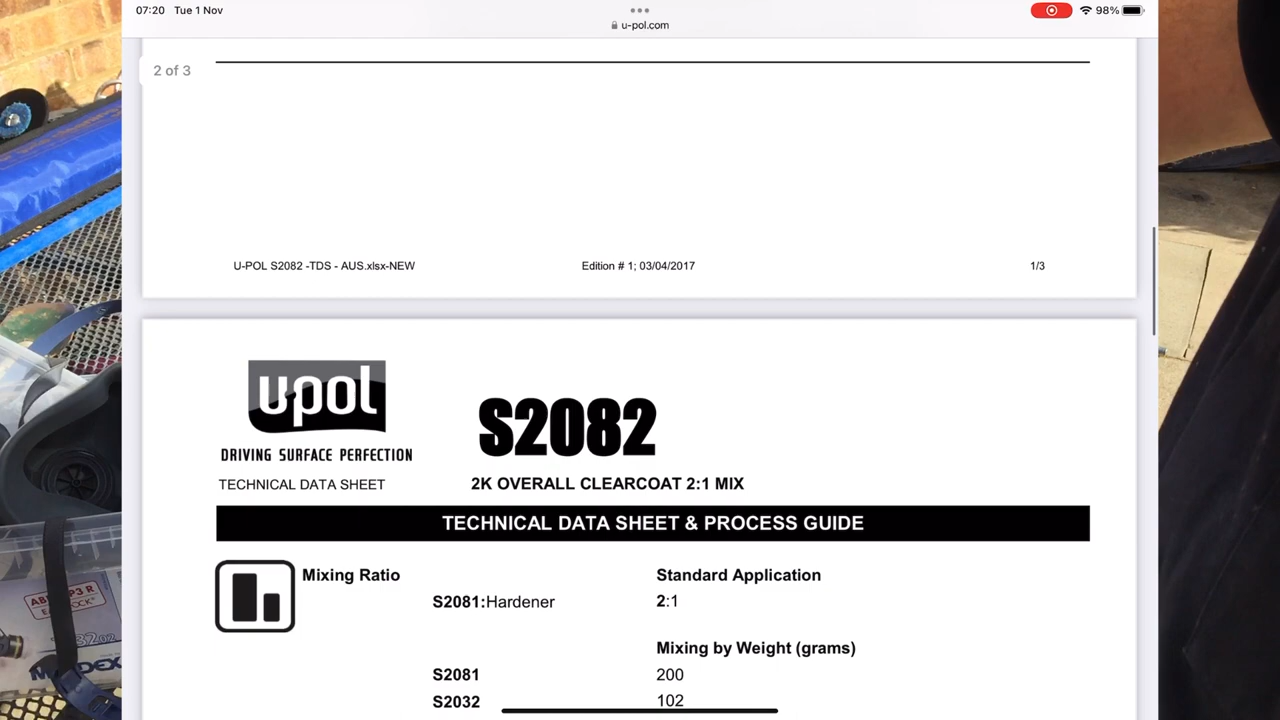 07:20 Tue 1 Nov
98%
u-pol.com
2 of 3
U-POL S2082 -TDS - AUS.xlsx-NEW
Edition # 1; 03/04/2017
1/3
upol
DRIVING SURFACE PERFECTION
TECHNICAL DATA SHEET
S2082
2K OVERALL CLEARCOAT 2:1 MIX
TECHNICAL DATA SHEET & PROCESS GUIDE
Mixing Ratio
Standard Application
S2081:Hardener
2:1
Mixing by Weight (grams)
S2081
200
S2032
102